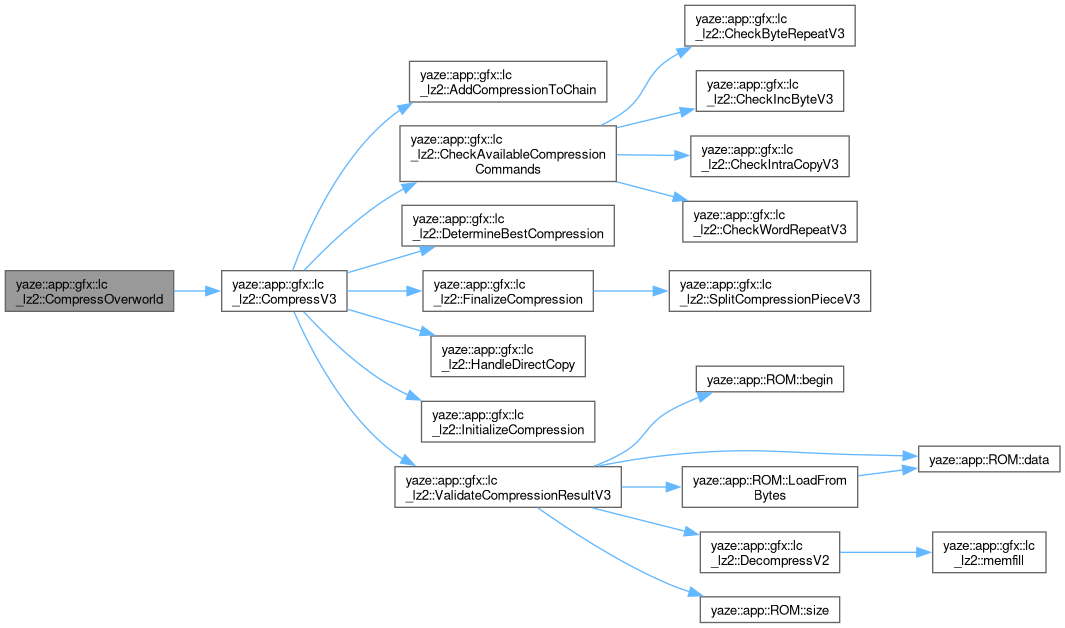 yaze::app::gfx::lc
_lz2::CompressOverworld
yaze::app::gfx::lc
_lz2::CompressV3
yaze::app::gfx::lc
_lz2::AddCompressionToChain
yaze::app::gfx::lc
_lz2::CheckAvailableCompression
Commands
yaze::app::gfx::lc
_lz2::CheckByteRepeatV3
yaze::app::gfx::lc
_lz2::CheckIncByteV3
yaze::app::gfx::lc
_lz2::CheckIntraCopyV3
yaze::app::gfx::lc
_lz2::CheckWordRepeatV3
yaze::app::gfx::lc
_lz2::DetermineBestCompression
yaze::app::gfx::lc
_lz2::FinalizeCompression
yaze::app::gfx::lc
_lz2::SplitCompressionPieceV3
yaze::app::gfx::lc
_lz2::HandleDirectCopy
yaze::app::gfx::lc
_lz2::InitializeCompression
yaze::app::gfx::lc
_lz2::ValidateCompressionResultV3
yaze::app::ROM::begin
yaze::app::ROM::data
yaze::app::ROM::LoadFrom
Bytes
yaze::app::gfx::lc
_lz2::DecompressV2
yaze::app::gfx::lc
_lz2::memfill
yaze::app::ROM::size